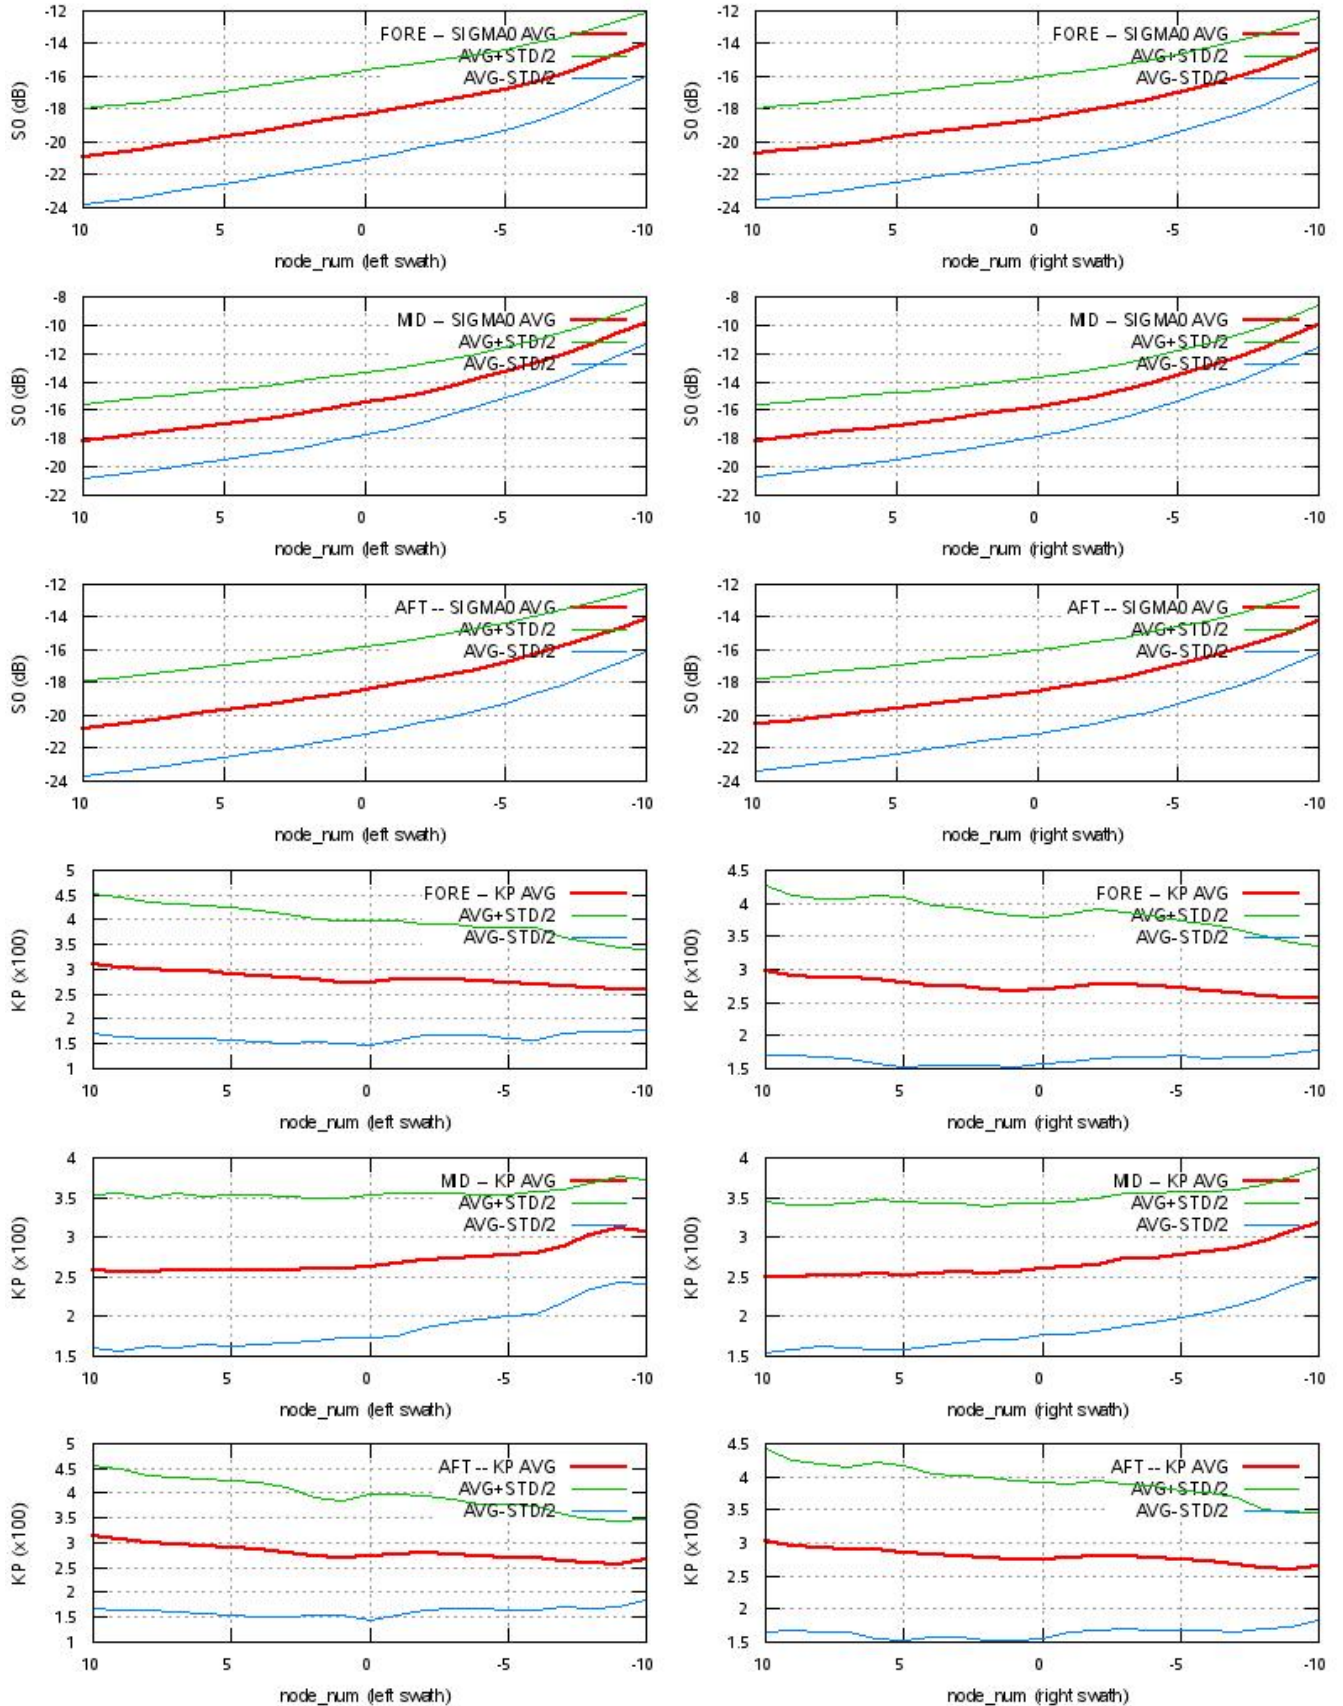 -12
FORE – SIGMA0 AVG
-14
AVG+STD/2
-16
AVG-STD/2
-18
-20
-22
-24
S0 (dB)
10 5 0 -5 -10
node_num (left swath)
-12
FORE – SIGMA0 AVG
-14
AVG+STD/2
-16
AVG-STD/2
-18
-20
-22
-24
S0 (dB)
10 5 0 -5 -10
node_num (right swath)
-8
MID – SIGMA0 AVG
-10
AVG+STD/2
-12
AVG-STD/2
-14
-16
-18
-20
-22
S0 (dB)
10 5 0 -5 -10
node_num (left swath)
-8
MID – SIGMA0 AVG
-10
AVG+STD/2
-12
AVG-STD/2
-14
-16
-18
-20
-22
S0 (dB)
10 5 0 -5 -10
node_num (right swath)
-12
AFT -- SIGMA0 AVG
-14
AVG+STD/2
-16
AVG-STD/2
-18
-20
-22
-24
S0 (dB)
10 5 0 -5 -10
node_num (left swath)
-12
AFT -- SIGMA0 AVG
-14
AVG+STD/2
-16
AVG-STD/2
-18
-20
-22
-24
S0 (dB)
10 5 0 -5 -10
node_num (right swath)
5
FORE – KP AVG
4.5
AVG+STD/2
4
AVG-STD/2
3.5
3
2.5
2
1.5
1
KP (x100)
10 5 0 -5 -10
node_num (left swath)
4.5
FORE – KP AVG
4
AVG+STD/2
3.5
AVG-STD/2
3
2.5
2
1.5
KP (x100)
10 5 0 -5 -10
node_num (right swath)
4
MID – KP AVG
3.5
AVG+STD/2
AVG-STD/2
3
2.5
2
1.5
KP (x100)
10 5 0 -5 -10
node_num (left swath)
4
MID – KP AVG
3.5
AVG+STD/2
AVG-STD/2
3
2.5
2
1.5
KP (x100)
10 5 0 -5 -10
node_num (right swath)
5
AFT -- KP AVG
4.5
AVG+STD/2
4
AVG-STD/2
3.5
3
2.5
2
1.5
1
KP (x100)
10 5 0 -5 -10
node_num (left swath)
4.5
AFT -- KP AVG
4
AVG+STD/2
3.5
AVG-STD/2
3
2.5
2
1.5
KP (x100)
10 5 0 -5 -10
node_num (right swath)